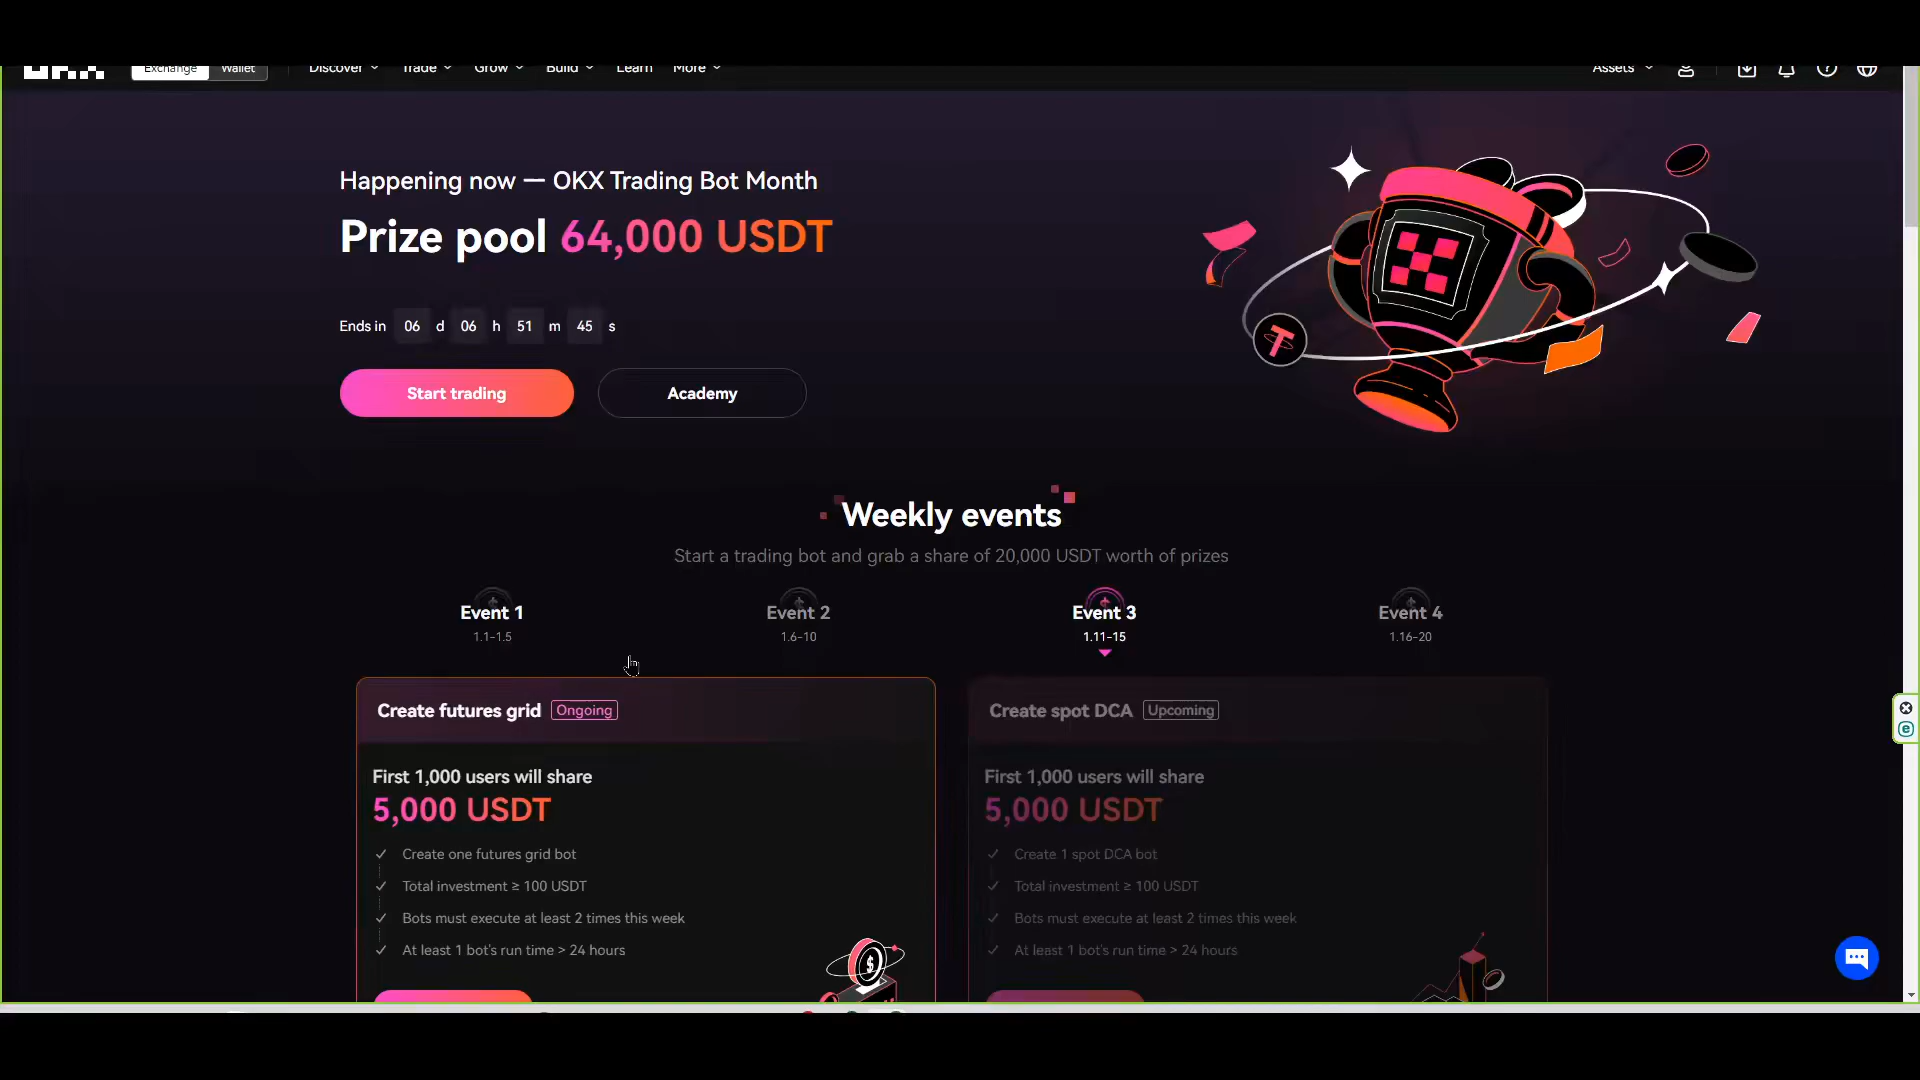 OKX Exchange Wallet Discover Trade Grow Build Learn More Assets
Happening now — OKX Trading Bot Month
Prize pool 64,000 USDT
Ends in 06 d 06 h 51 m 45 s
Start trading Academy
Weekly events
Start a trading bot and grab a share of 20,000 USDT worth of prizes
Event 1 Event 2 Event 3 Event 4
1.1-1.5 1.6-10 1.11-15 1.16-20
Create futures grid Ongoing
First 1,000 users will share
5,000 USDT
Create one futures grid bot
Total investment ≥ 100 USDT
Bots must execute at least 2 times this week
At least 1 bot's run time > 24 hours
Create spot DCA Upcoming
First 1,000 users will share
5,000 USDT
Create 1 spot DCA bot
Total investment ≥ 100 USDT
Bots must execute at least 2 times this week
At least 1 bot's run time > 24 hours